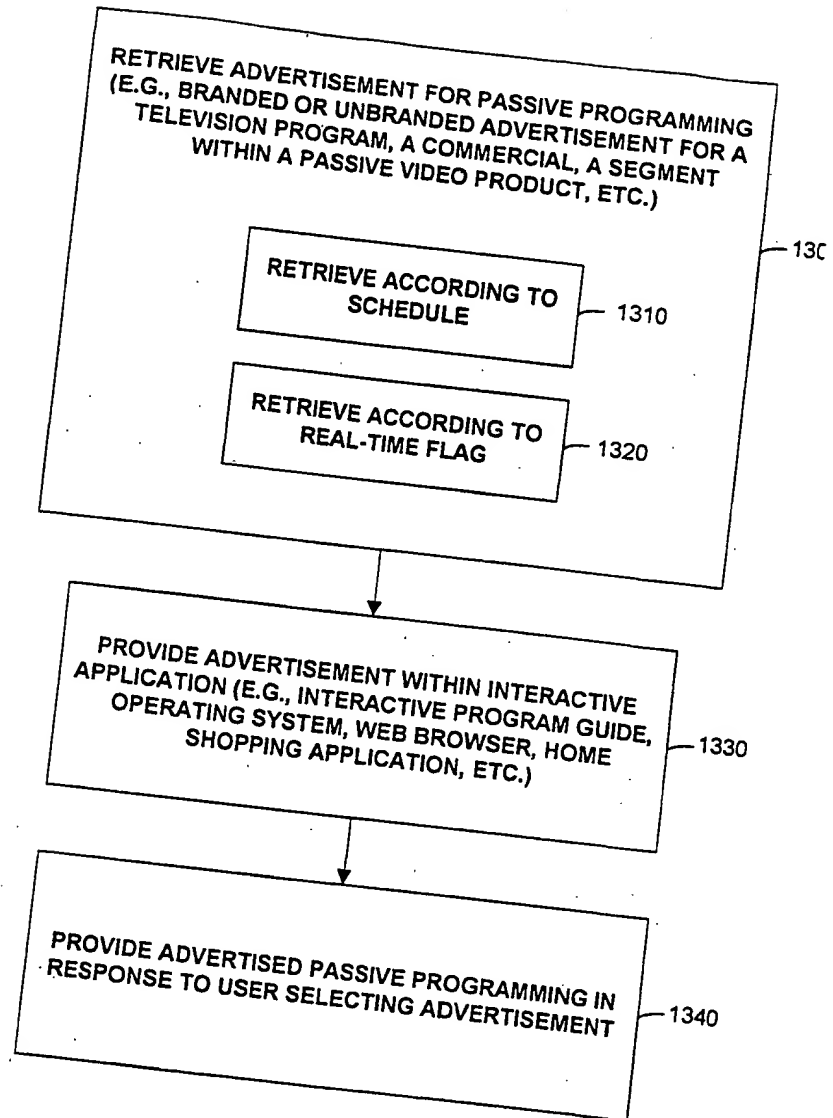 RETRIEVE ADVERTISEMENT FOR PASSIVE PROGRAMMING
(E.G., BRANDED OR UNBRANDED ADVERTISEMENT FOR A
TELEVISION PROGRAM, A COMMERCIAL, A SEGMENT
WITHIN A PASSIVE VIDEO PRODUCT, ETC.)
RETRIEVE ACCORDING TO
SCHEDULE
1310
RETRIEVE ACCORDING TO
REAL-TIME FLAG
1320
PROVIDE ADVERTISEMENT WITHIN INTERACTIVE
APPLICATION (E.G., INTERACTIVE PROGRAM GUIDE,
OPERATING SYSTEM, WEB BROWSER, HOME
SHOPPING APPLICATION, ETC.)
1330
PROVIDE ADVERTISED PASSIVE PROGRAMMING IN
RESPONSE TO USER SELECTING ADVERTISEMENT
1340